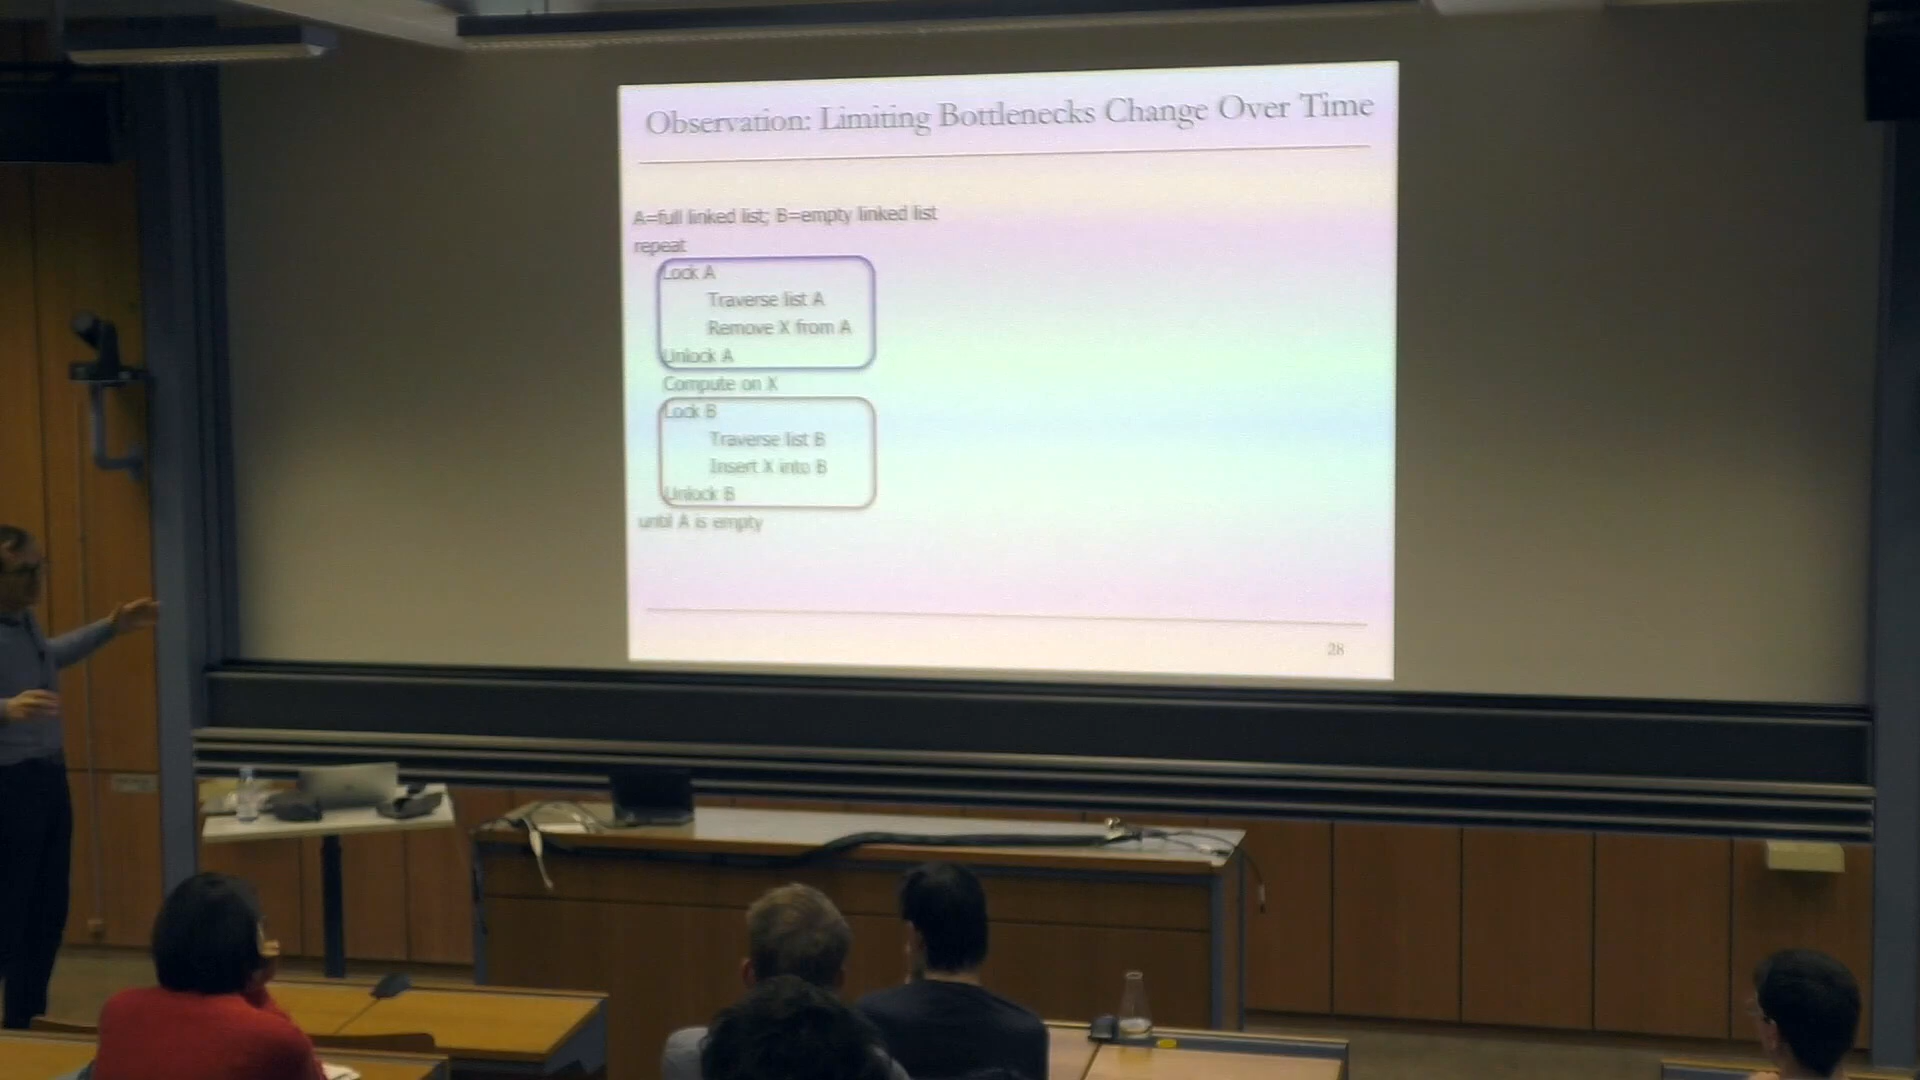 Observation: Limiting Bottlenecks Change Over Time
A=full linked list; B=empty linked list
repeat
Lock A
Traverse list A
Remove X from A
Unlock A
Compute on X
Lock B
Traverse list B
Insert X into B
Unlock B
until A is empty
28